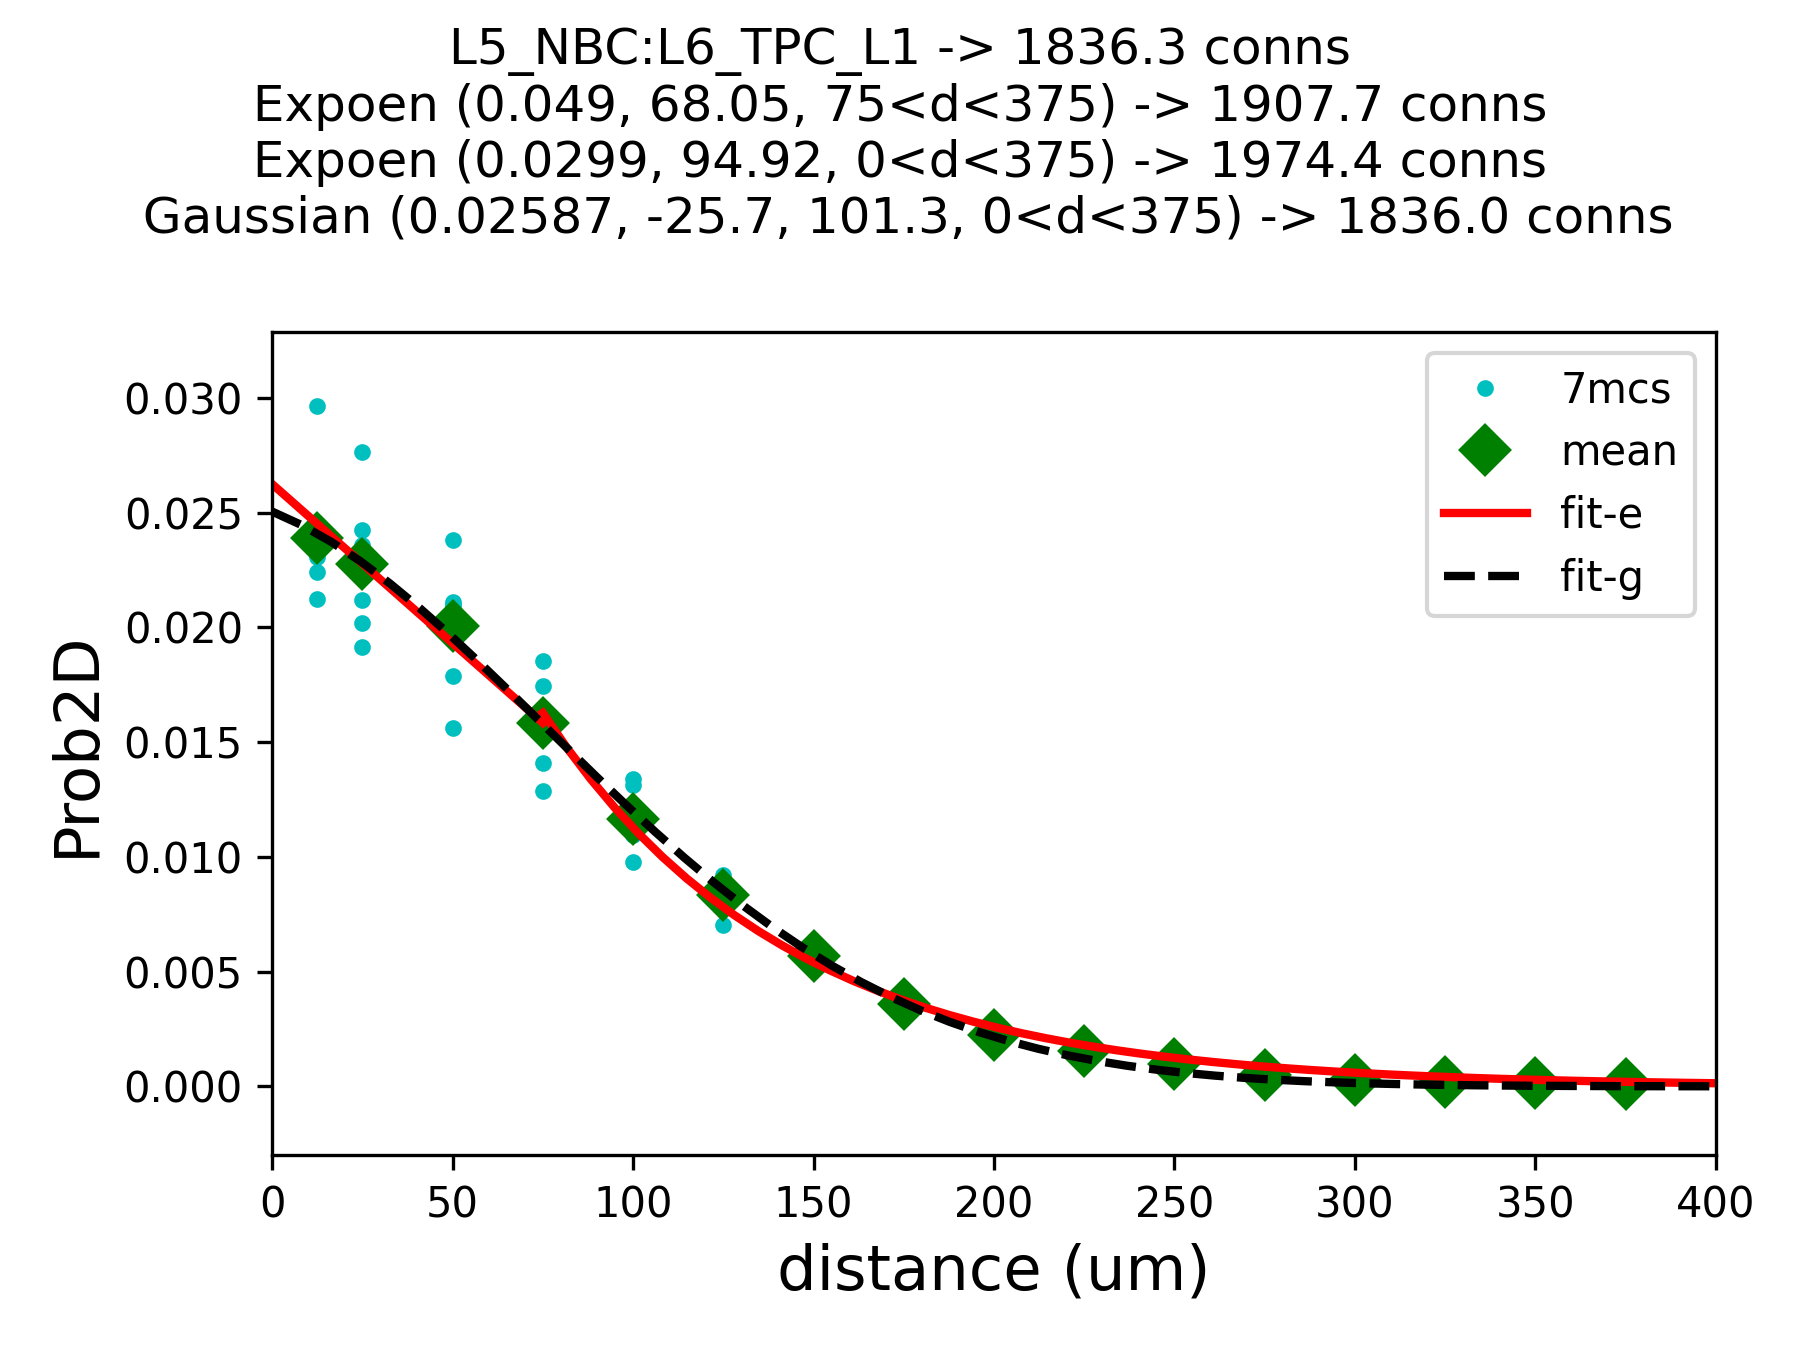 L5_NBC:L6_TPC_L1 -> 1836.3 conns
Expoen (0.049, 68.05, 75<d<375) -> 1907.7 conns
Expoen (0.0299, 94.92, 0<d<375) -> 1974.4 conns
Gaussian (0.02587, -25.7, 101.3, 0<d<375) -> 1836.0 conns
7mcs
mean
fit-e
fit-g
Prob2D
0.030
0.025
0.020
0.015
0.010
0.005
0.000
0 50 100 150 200 250 300 350 400
distance (um)